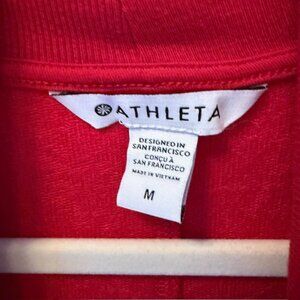 ATHLETA
DESIGNED IN
SAN FRANCISCO
CONÇU À
SAN FRANCISCO
MADE IN VIETNAM
M